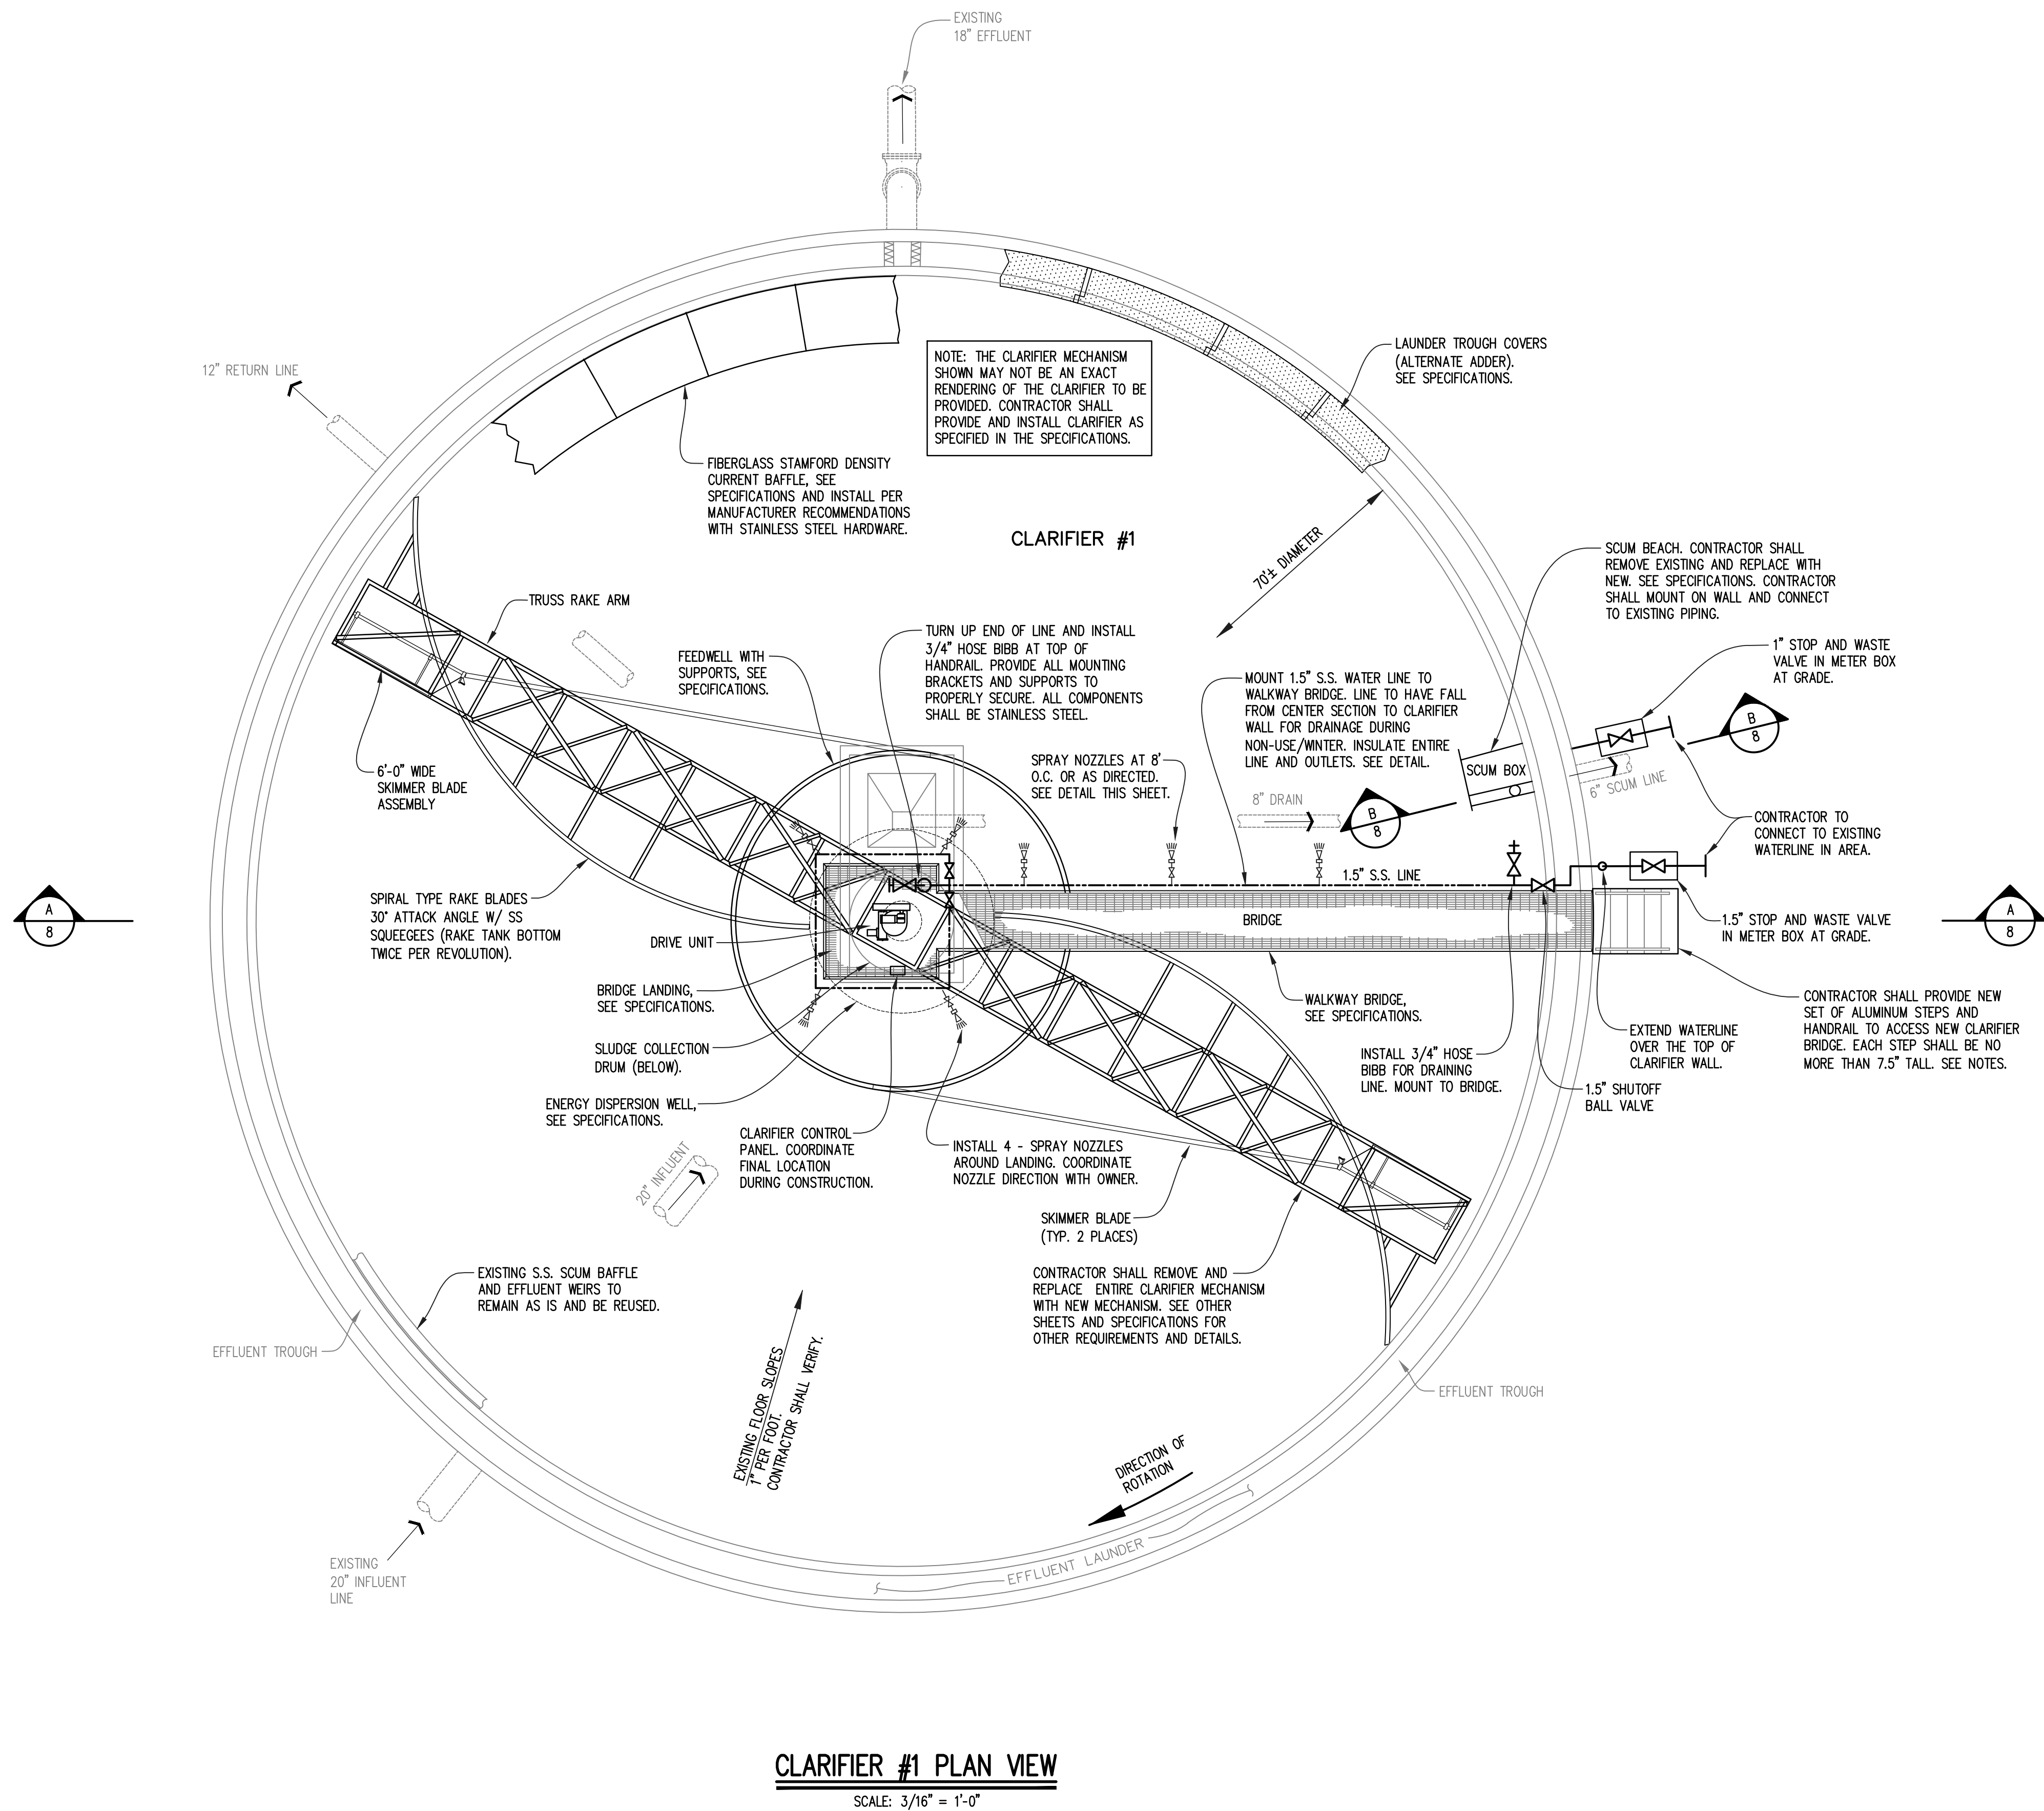 EXISTING
18" EFFLUENT
12" RETURN LINE
NOTE: THE CLARIFIER MECHANISM
SHOWN MAY NOT BE AN EXACT
RENDERING OF THE CLARIFIER TO BE
PROVIDED. CONTRACTOR SHALL
PROVIDE AND INSTALL CLARIFIER AS
SPECIFIED IN THE SPECIFICATIONS.
LAUNDER TROUGH COVERS
(ALTERNATE ADDER).
SEE SPECIFICATIONS.
FIBERGLASS STAMFORD DENSITY
CURRENT BAFFLE, SEE
SPECIFICATIONS AND INSTALL PER
MANUFACTURER RECOMMENDATIONS
WITH STAINLESS STEEL HARDWARE.
CLARIFIER #1
70'± DIAMETER
SCUM BEACH. CONTRACTOR SHALL
REMOVE EXISTING AND REPLACE WITH
NEW. SEE SPECIFICATIONS. CONTRACTOR
SHALL MOUNT ON WALL AND CONNECT
TO EXISTING PIPING.
TRUSS RAKE ARM
TURN UP END OF LINE AND INSTALL
3/4" HOSE BIBB AT TOP OF
HANDRAIL. PROVIDE ALL MOUNTING
BRACKETS AND SUPPORTS TO
PROPERLY SECURE. ALL COMPONENTS
SHALL BE STAINLESS STEEL.
FEEDWELL WITH
SUPPORTS, SEE
SPECIFICATIONS.
MOUNT 1.5" S.S. WATER LINE TO
WALKWAY BRIDGE. LINE TO HAVE FALL
FROM CENTER SECTION TO CLARIFIER
WALL FOR DRAINAGE DURING
NON-USE/WINTER. INSULATE ENTIRE
LINE AND OUTLETS. SEE DETAIL.
1" STOP AND WASTE
VALVE IN METER BOX
AT GRADE.
B
8
6'-0" WIDE
SKIMMER BLADE
ASSEMBLY
SPRAY NOZZLES AT 8'
O.C. OR AS DIRECTED.
SEE DETAIL THIS SHEET.
SCUM BOX
6" SCUM LINE
8" DRAIN
B
8
CONTRACTOR TO
CONNECT TO EXISTING
WATERLINE IN AREA.
1.5" S.S. LINE
A
8
SPIRAL TYPE RAKE BLADES
30° ATTACK ANGLE W/ SS
SQUEEGEES (RAKE TANK BOTTOM
TWICE PER REVOLUTION).
DRIVE UNIT
BRIDGE
1.5" STOP AND WASTE VALVE
IN METER BOX AT GRADE.
A
8
BRIDGE LANDING,
SEE SPECIFICATIONS.
WALKWAY BRIDGE,
SEE SPECIFICATIONS.
CONTRACTOR SHALL PROVIDE NEW
SET OF ALUMINUM STEPS AND
HANDRAIL TO ACCESS NEW CLARIFIER
BRIDGE. EACH STEP SHALL BE NO
MORE THAN 7.5" TALL. SEE NOTES.
EXTEND WATERLINE
OVER THE TOP OF
CLARIFIER WALL.
SLUDGE COLLECTION
DRUM (BELOW).
INSTALL 3/4" HOSE
BIBB FOR DRAINING
LINE. MOUNT TO BRIDGE.
1.5" SHUTOFF
BALL VALVE
ENERGY DISPERSION WELL,
SEE SPECIFICATIONS.
CLARIFIER CONTROL
PANEL. COORDINATE
FINAL LOCATION
DURING CONSTRUCTION.
INSTALL 4 - SPRAY NOZZLES
AROUND LANDING. COORDINATE
NOZZLE DIRECTION WITH OWNER.
20" INFLUENT
SKIMMER BLADE
(TYP. 2 PLACES)
EXISTING S.S. SCUM BAFFLE
AND EFFLUENT WEIRS TO
REMAIN AS IS AND BE REUSED.
CONTRACTOR SHALL REMOVE AND
REPLACE ENTIRE CLARIFIER MECHANISM
WITH NEW MECHANISM. SEE OTHER
SHEETS AND SPECIFICATIONS FOR
OTHER REQUIREMENTS AND DETAILS.
EFFLUENT TROUGH
EFFLUENT TROUGH
EXISTING FLOOR SLOPES
1" PER FOOT.
CONTRACTOR SHALL VERIFY.
DIRECTION OF
ROTATION
EFFLUENT LAUNDER
EXISTING
20" INFLUENT
LINE
CLARIFIER #1 PLAN VIEW
SCALE: 3/16" = 1'-0"